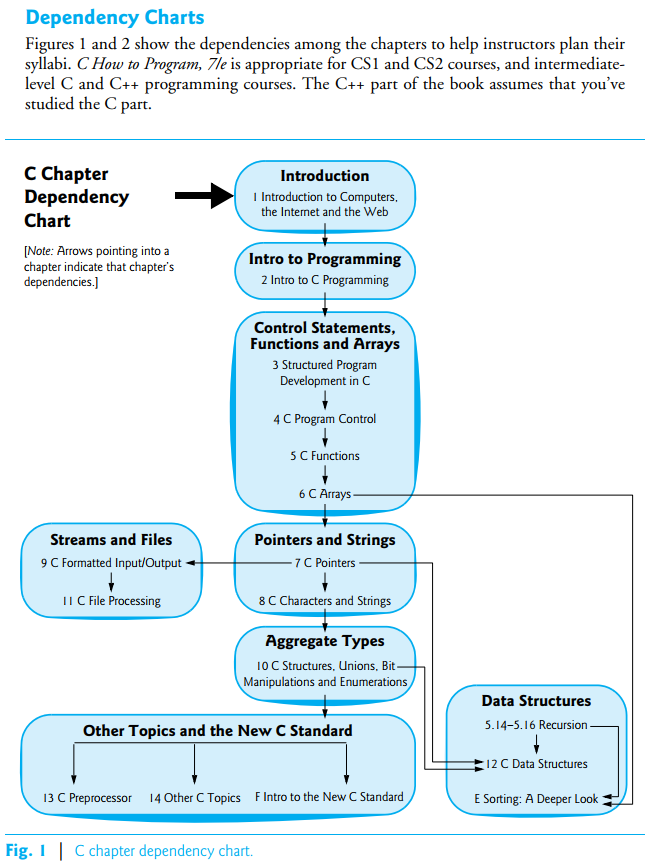 Dependency Charts
Figures 1 and 2 show the dependencies among the chapters to help instructors plan their
syllabi. C How to Program, 7/e is appropriate for CS1 and CS2 courses, and intermediate-
level C and C++ programming courses. The C++ part of the book assumes that you've
studied the C part.
C Chapter
Dependency
Chart
[Note: Arrows pointing into a
chapter indicate that chapter's
dependencies.]
Introduction
1 Introduction to Computers,
the Internet and the Web
Intro to Programming
2 Intro to C Programming
Control Statements,
Functions and Arrays
3 Structured Program
Development in C
4 C Program Control
5 C Functions
6 C Arrays
Streams and Files
9 C Formatted Input/Output
11 C File Processing
Pointers and Strings
7 C Pointers
8 C Characters and Strings
Aggregate Types
10 C Structures, Unions, Bit
Manipulations and Enumerations
Other Topics and the New C Standard
13 C Preprocessor
14 Other C Topics
F Intro to the New C Standard
Data Structures
5.14–5.16 Recursion
12 C Data Structures
E Sorting: A Deeper Look
Fig. 1 | C chapter dependency chart.